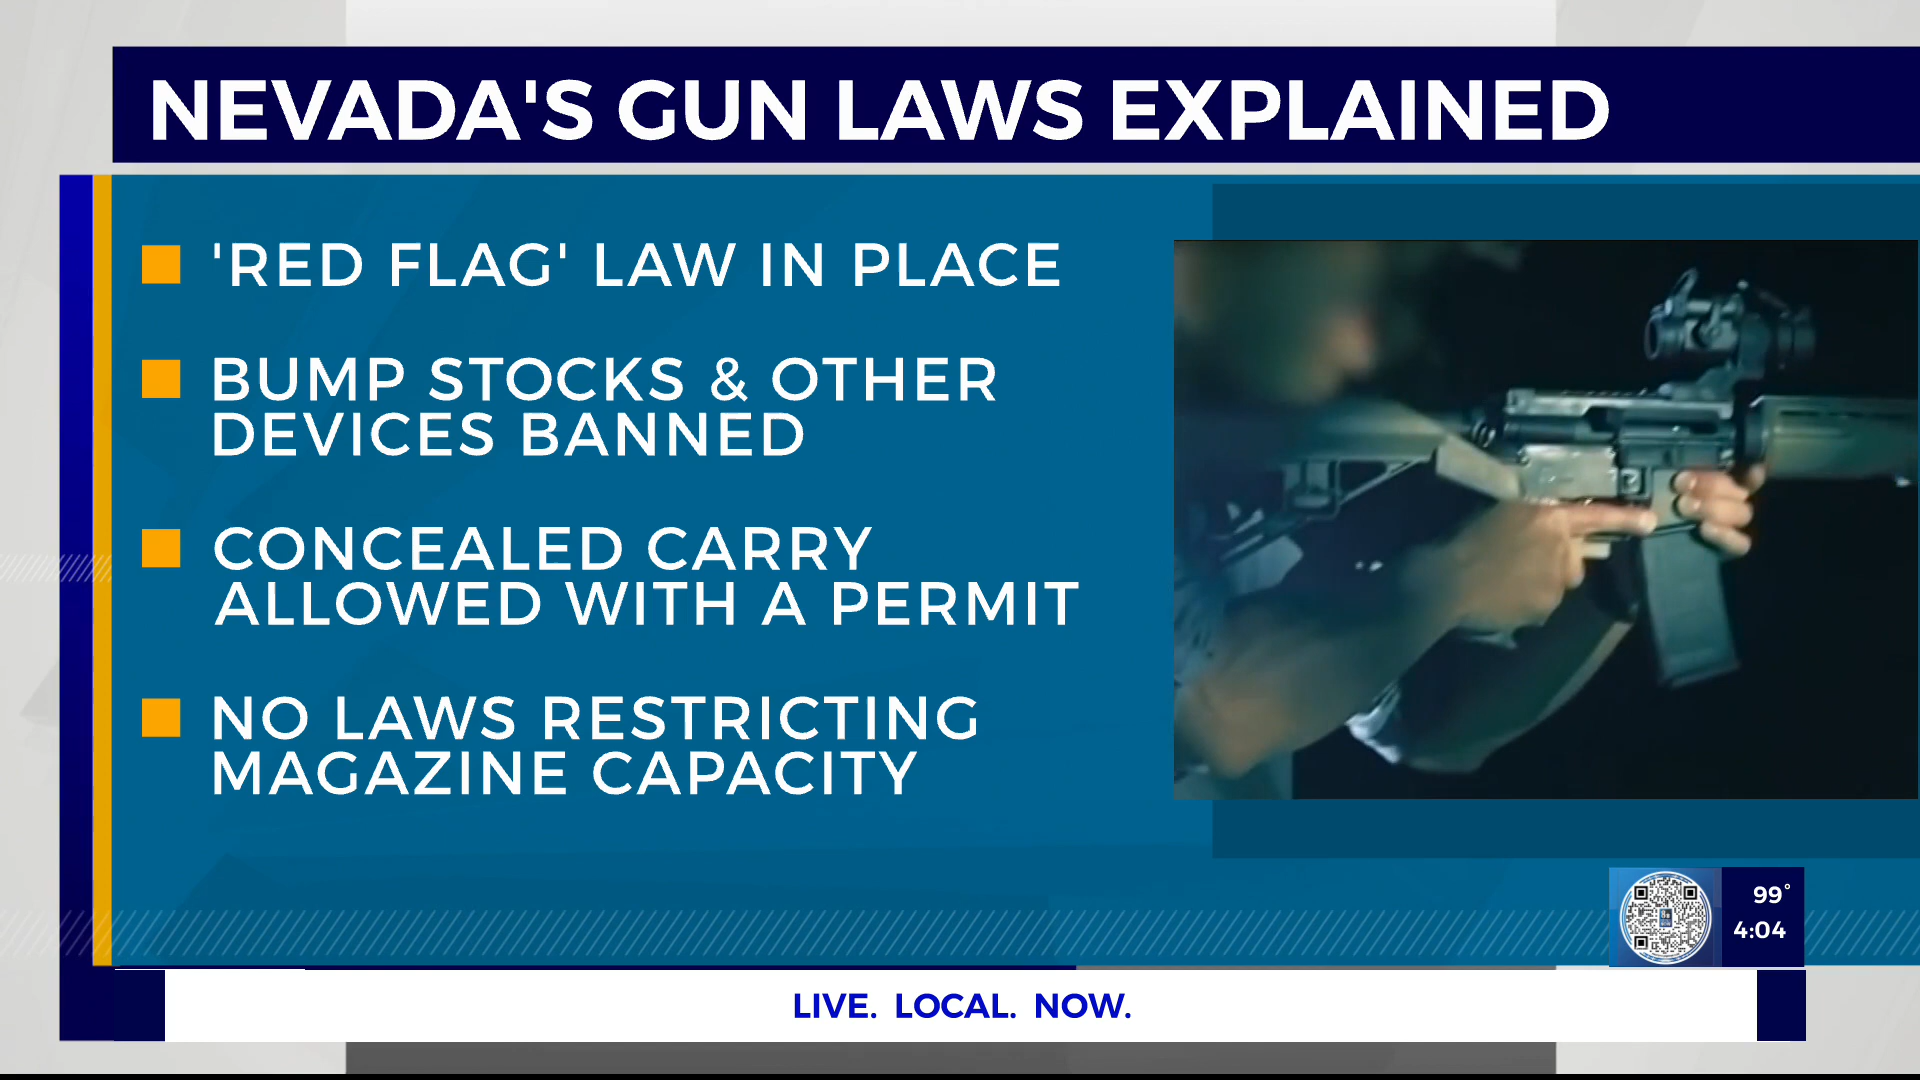 NEVADA'S GUN LAWS EXPLAINED
'RED FLAG' LAW IN PLACE
BUMP STOCKS & OTHER
DEVICES BANNED
CONCEALED CARRY
ALLOWED WITH A PERMIT
NO LAWS RESTRICTING
MAGAZINE CAPACITY
99°
4:04
LIVE. LOCAL. NOW.